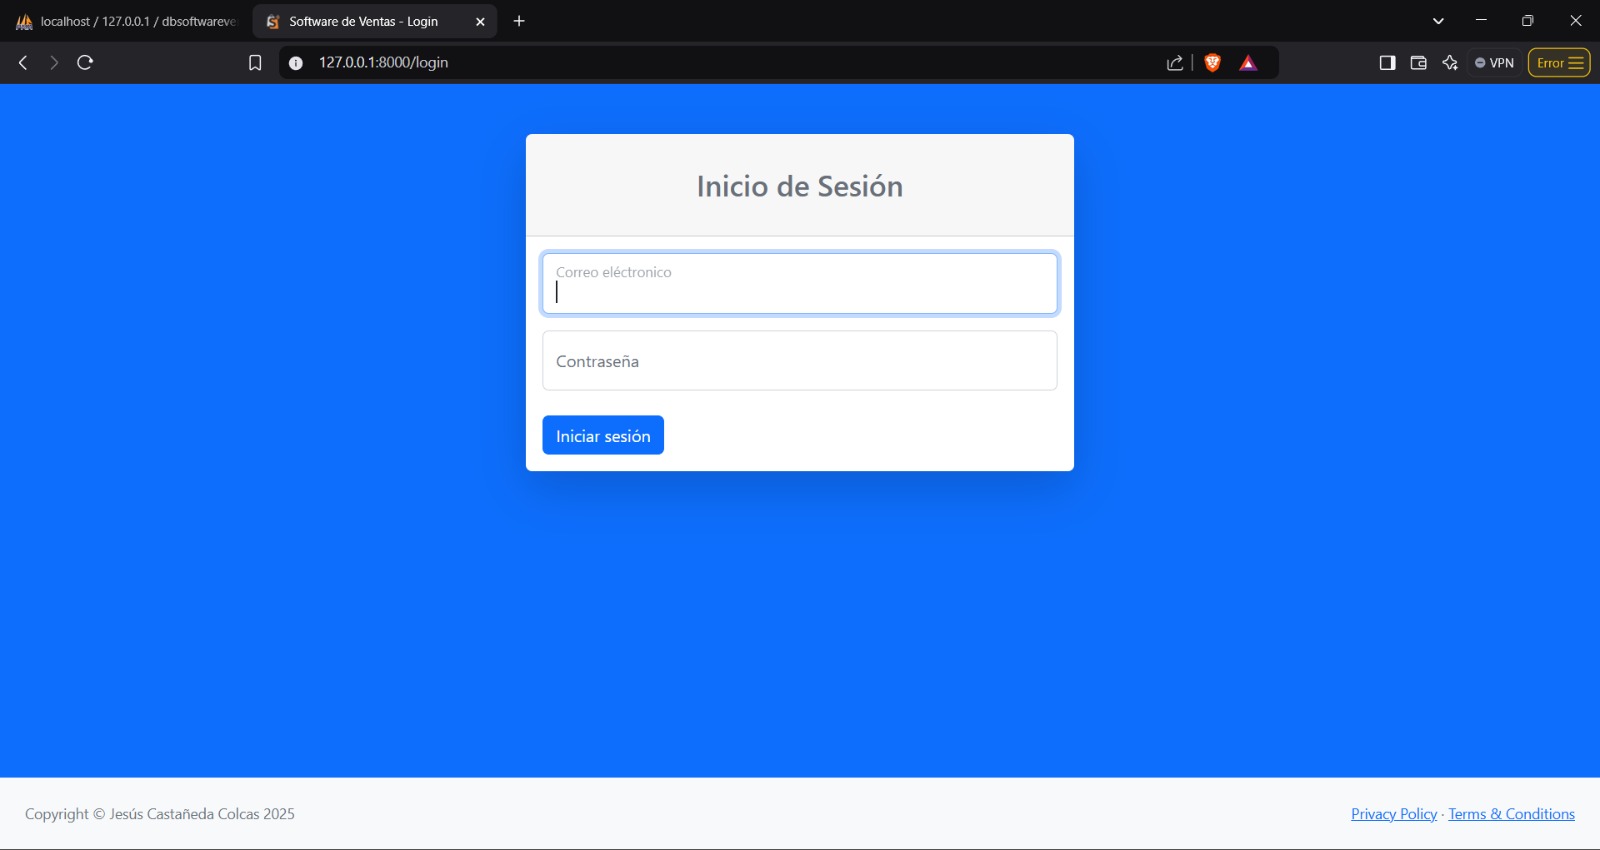 localhost / 127.0.0.1 / dbsoftwareve
Software de Ventas - Login
127.0.0.1:8000/login
VPN
Error
Inicio de Sesión
Correo eléctronico
Contraseña
Iniciar sesión
Copyright © Jesús Castañeda Colcas 2025
Privacy Policy · Terms & Conditions